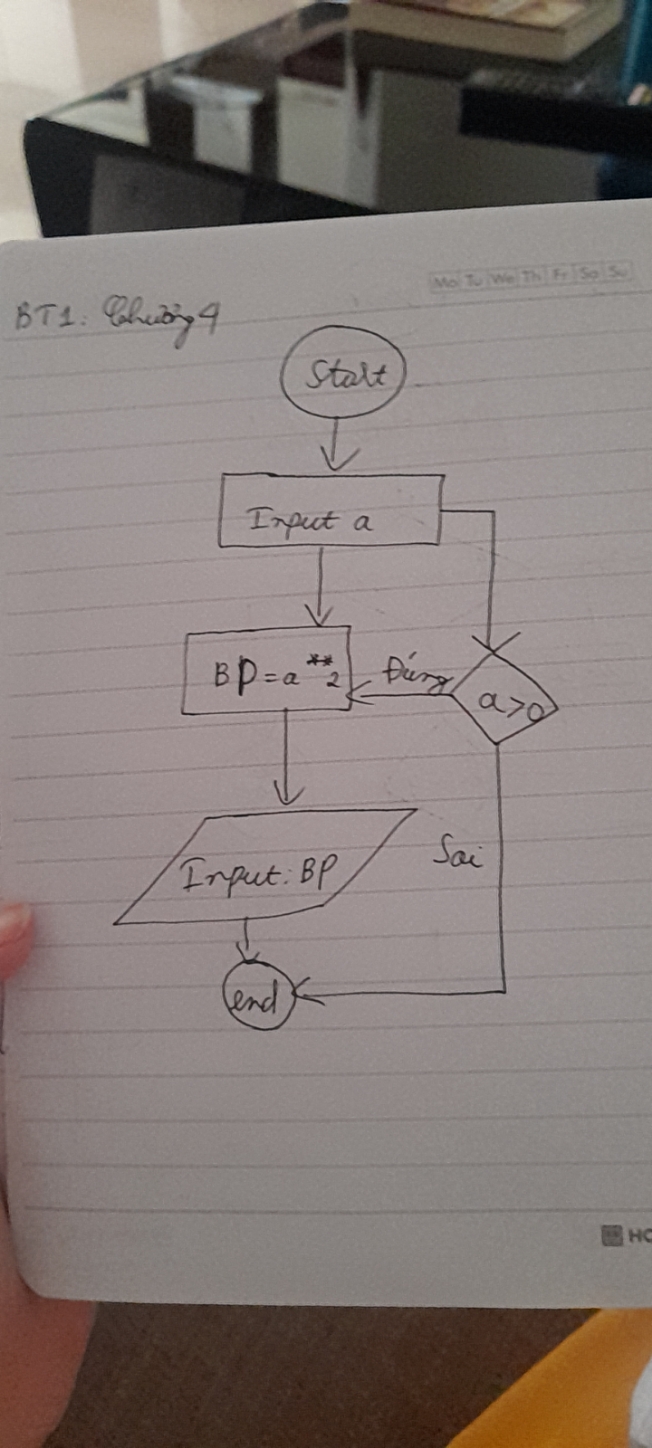 Mo Tu We Th Fr Sa Su
BT1: Chương 4
Start
Input a
BP=a**2
Đúng
a>0
Input: BP
Sai
end
HO